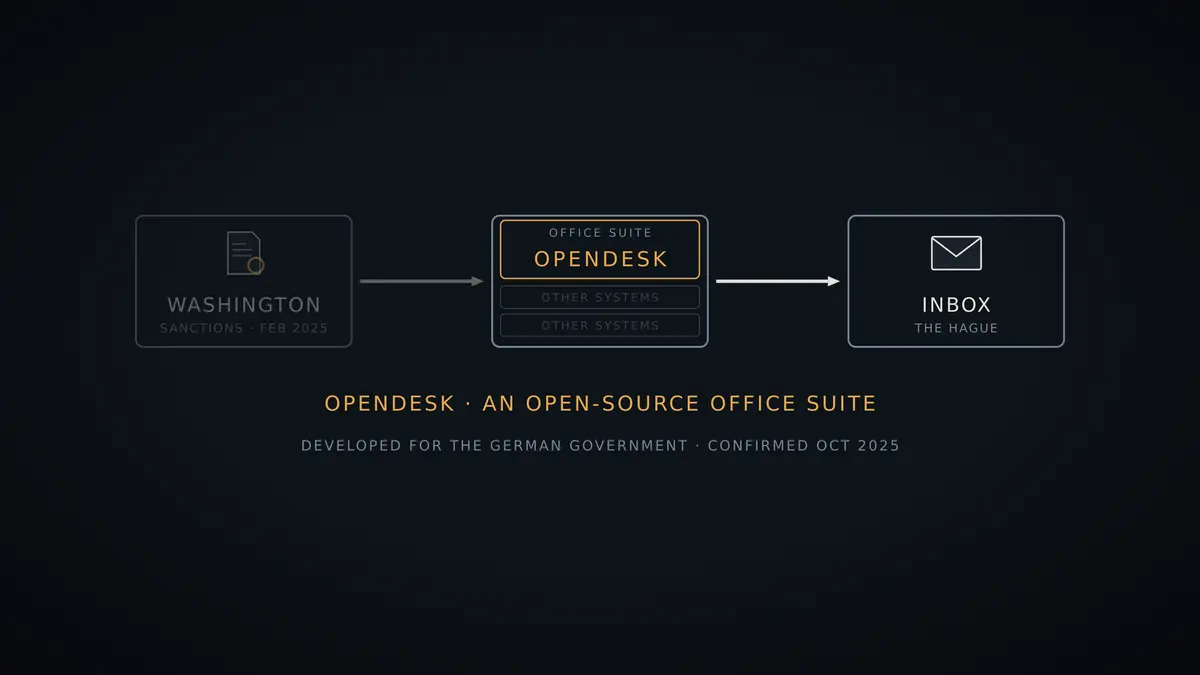 WASHINGTON
SANCTIONS · FEB 2025
OFFICE SUITE
OPENDESK
OTHER SYSTEMS
OTHER SYSTEMS
INBOX
THE HAGUE
OPENDESK · AN OPEN-SOURCE OFFICE SUITE
DEVELOPED FOR THE GERMAN GOVERNMENT · CONFIRMED OCT 2025